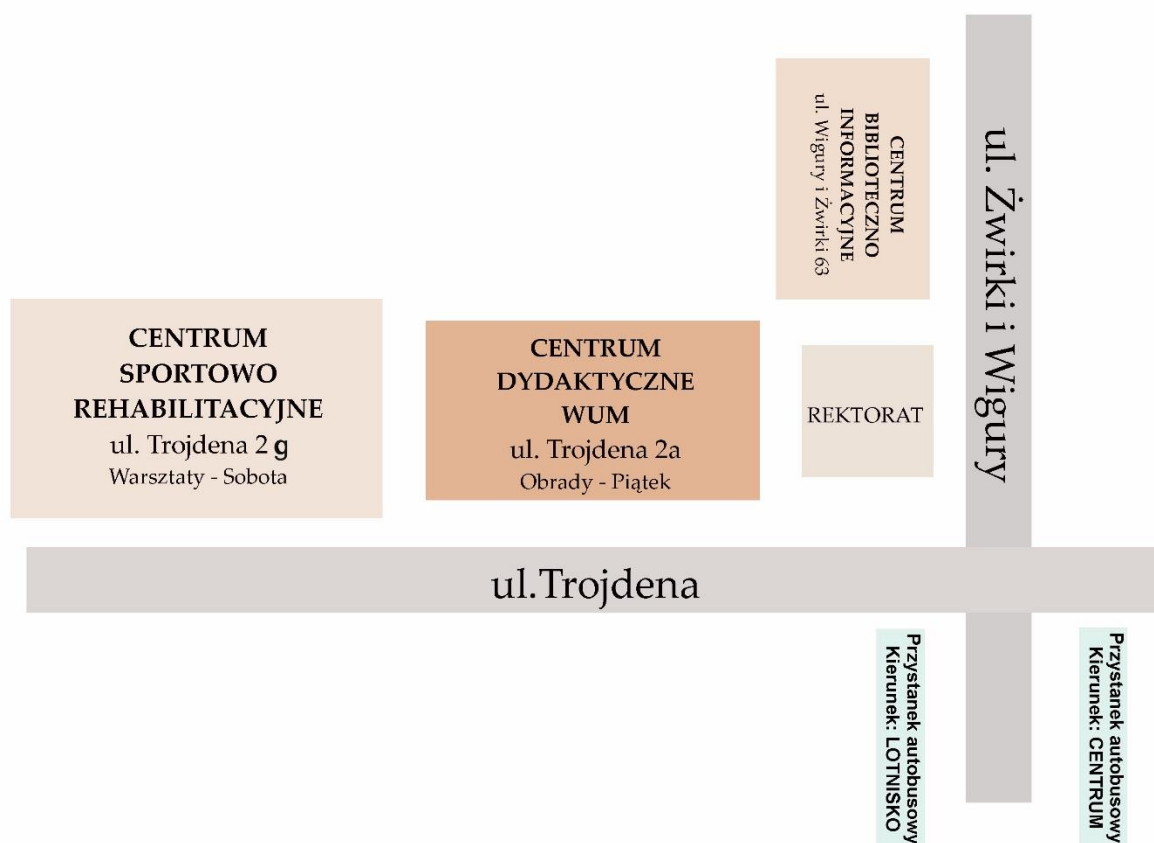 CENTRUM
BIBLIOTECZNO
INFORMACYJNE
ul. Wigury i Żwirki 63
ul. Żwirki i Wigury
CENTRUM
SPORTOWO
REHABILITACYJNE
ul. Trojdena 2 g
Warsztaty - Sobota
CENTRUM
DYDAKTYCZNE
WUM
ul. Trojdena 2a
Obrady - Piątek
REKTORAT
ul.Trojdena
Przystanek autobusowy
Kierunek: LOTNISKO
Przystanek autobusowy
Kierunek: CENTRUM